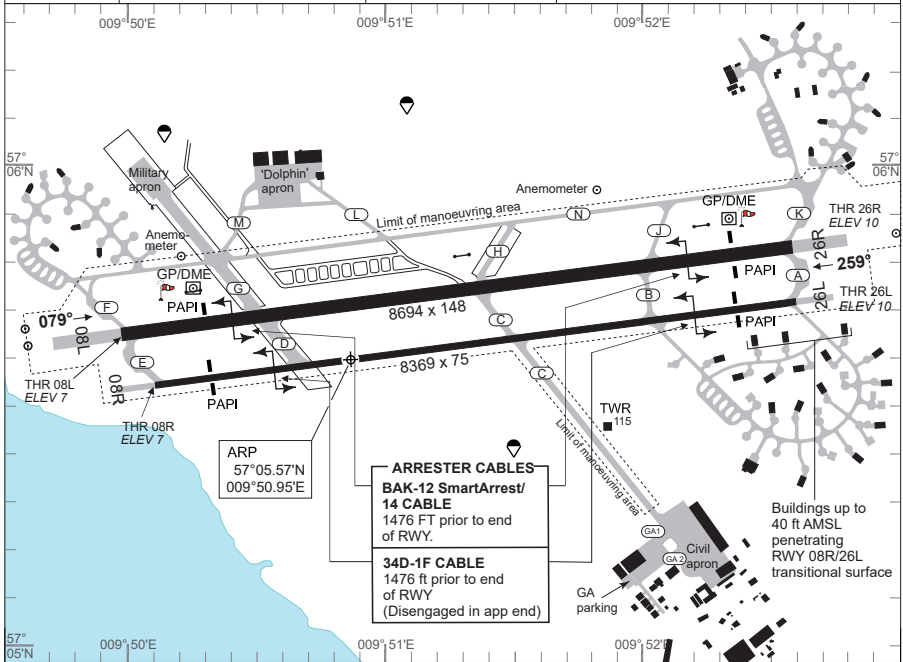 009°50'E
009°51'E
009°52'E
57°
06'N
57°
06'N
Military
apron
'Dolphin'
apron
Anemometer
GP/DME
K
THR 26R
ELEV 10
M
L
Limit of manoeuvring area
N
J
Anemo-
meter
H
26R
GP/DME
PAPI
A
259°
G
B
THR 26L
ELEV 10
PAPI
F
8694 x 148
26L
079°
C
PAPI
08L
D
E
8369 x 75
C
THR 08L
ELEV 7
08R
PAPI
TWR
115
THR 08R
ELEV 7
Limit of manoeuvring area
ARP
57°05.57'N
009°50.95'E
ARRESTER CABLES
BAK-12 SmartArrest/
14 CABLE
1476 FT prior to end
of RWY.
34D-1F CABLE
1476 ft prior to end
of RWY
(Disengaged in app end)
Buildings up to
40 ft AMSL
penetrating
RWY 08R/26L
transitional surface
GA1
GA 2
Civil
apron
GA
parking
57°
05'N
009°50'E
009°51'E
009°52'E